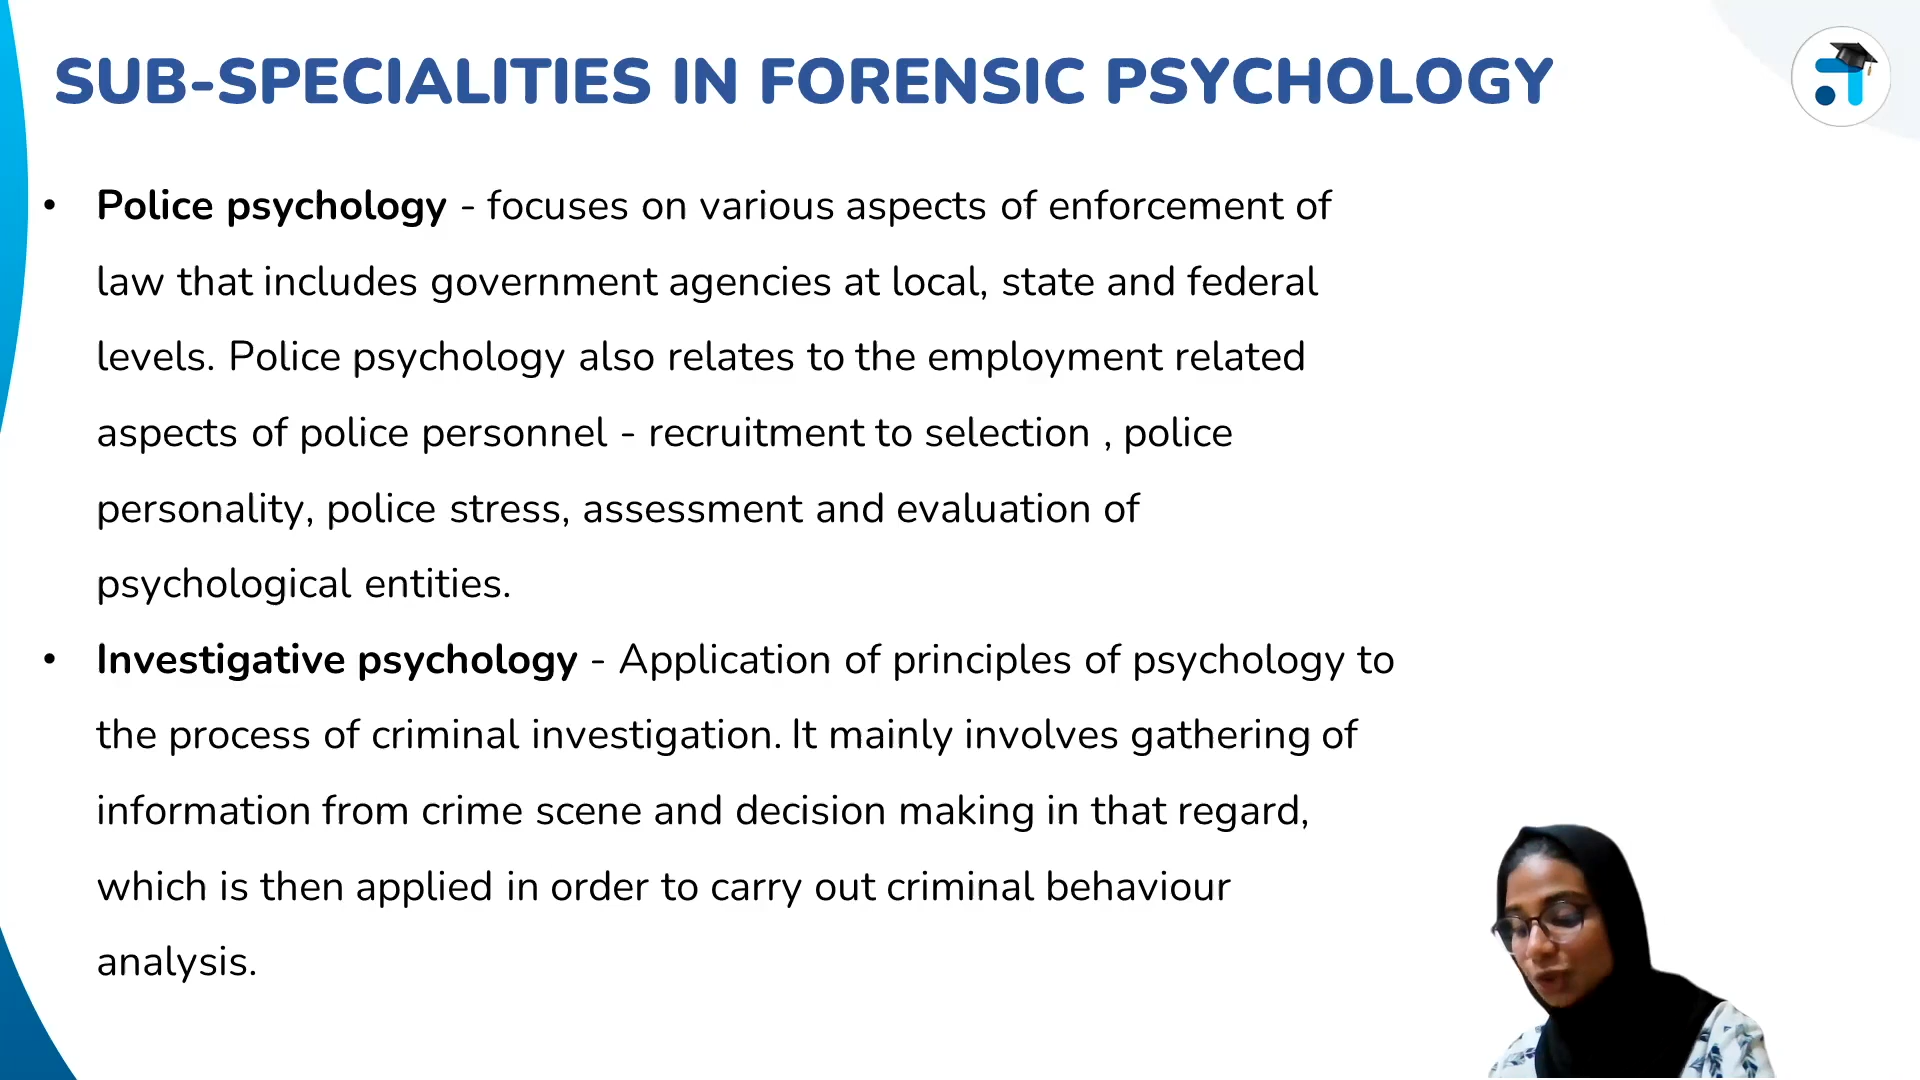 SUB-SPECIALITIES IN FORENSIC PSYCHOLOGY
• Police psychology - focuses on various aspects of enforcement of
law that includes government agencies at local, state and federal
levels. Police psychology also relates to the employment related
aspects of police personnel - recruitment to selection , police
personality, police stress, assessment and evaluation of
psychological entities.
• Investigative psychology - Application of principles of psychology to
the process of criminal investigation. It mainly involves gathering of
information from crime scene and decision making in that regard,
which is then applied in order to carry out criminal behaviour
analysis.